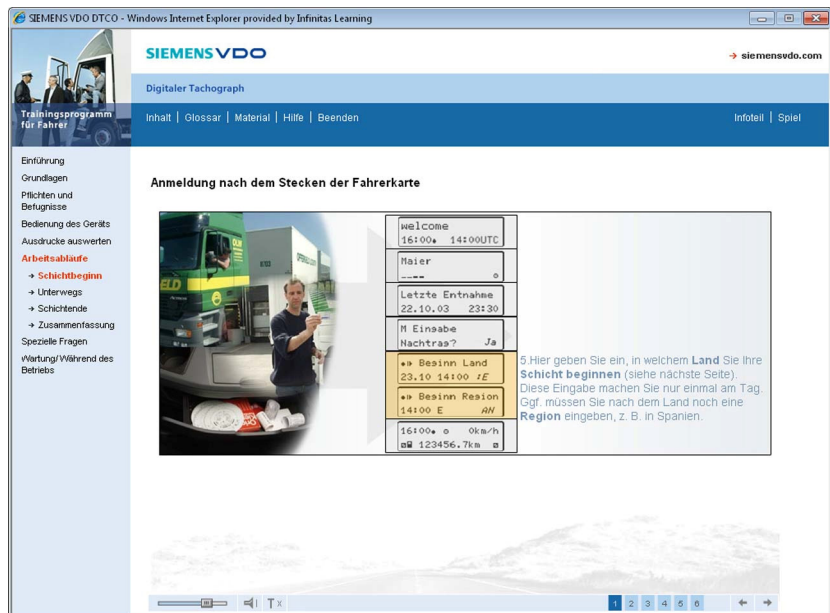 SIEMENS VDO DTCO - Windows Internet Explorer provided by Infinitas Learning
SIEMENS VDO
siemensvdo.com
Digitaler Tachograph
Trainingsprogramm
für Fahrer
Inhalt | Glossar | Material | Hilfe | Beenden
Infoteil | Spiel
Einführung
Grundlagen
Pflichten und
Befugnisse
Bedienung des Geräts
Ausdrucke auswerten
Arbeitsabläufe
Schichtbeginn
Unterwegs
Schichtende
Zusammenfassung
Spezielle Fragen
Wartung/Während des
Betriebs
Anmeldung nach dem Stecken der Fahrerkarte
welcome
16:00 14:00UTC
Maier
----
Letzte Entnahme
22.10.03 23:30
M Eingabe
Nachtrag? Ja
Beginn Land
23.10 14:00 :E
Beginn Region
14:00 E AN
16:00 0km/h
123456.7km
5.Hier geben Sie ein, in welchem Land Sie Ihre
Schicht beginnen (siehe nächste Seite).
Diese Eingabe machen Sie nur einmal am Tag.
Ggf. müssen Sie nach dem Land noch eine
Region eingeben, z. B. in Spanien.
T x
1 2 3 4 5 6